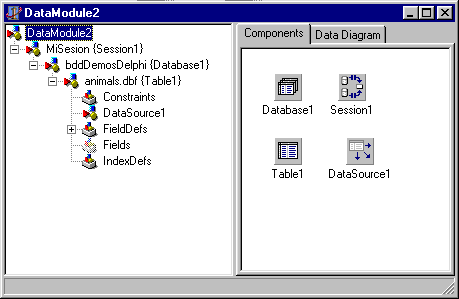 DataModule2
DataModule2
MiSesion {Session1}
bddDemosDelphi {Database1}
animals.dbf {Table1}
Constraints
DataSource1
FieldDefs
Fields
IndexDefs
Components
Data Diagram
Database1
Session1
Table1
DataSource1